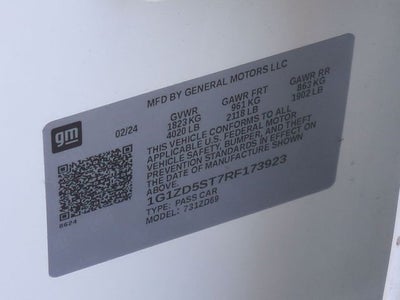 MFD BY GENERAL MOTORS LLC
gm
02/24
GVWR GAWR FRT GAWR RR
1823 KG 961 KG 863 KG
4020 LB 2118 LB 1902 LB
THIS VEHICLE CONFORMS TO ALL
APPLICABLE U.S. FEDERAL MOTOR
VEHICLE SAFETY, BUMPER, AND THEFT
PREVENTION STANDARDS IN EFFECT ON
THE DATE OF MANUFACTURE SHOWN
ABOVE.
1G1ZD5ST7RF173923
TYPE: PASS CAR
MODEL: 731ZD69
8624